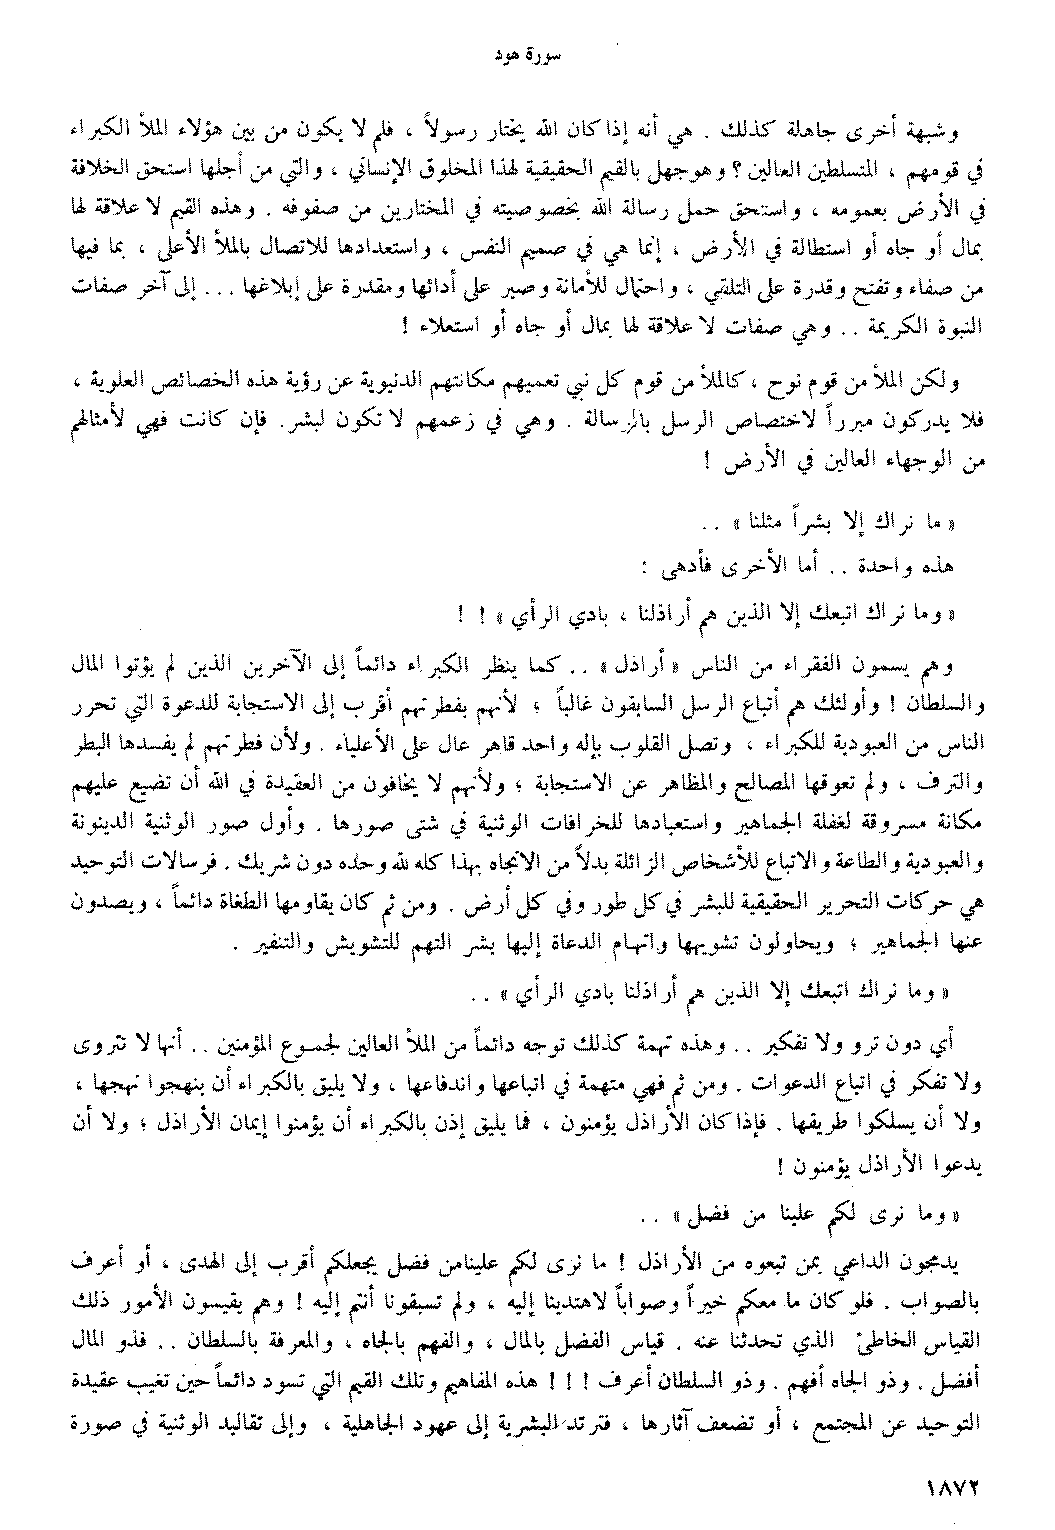 سورة هود
وشبهة أخرى جاهلة كذلك . هي أنه إذا كان الله يختار رسولاً ، فلم لا يكون من بين هؤلاء الملأ الكبراء
في قومهم ، المتسلطين العالين ؟ وهو جهل بالقيم الحقيقية لهذا المخلوق الإنساني ، والتي من أجلها استحق الخلافة
في الأرض بعمومه ، واستحق حمل رسالة الله بخصوصيته في المختارين من صفوفه . وهذه القيم لا علاقة لها
بمال أو جاه أو استطالة في الأرض ، إنما هي في صميم النفس ، واستعدادها للاتصال بالملأ الأعلى ، بما فيها
من صفاء وتفتح وقدرة على التلقي ، واحتمال للأمانة وصبر على أدائها ومقدرة على إبلاغها ... إلى آخر صفات
النبوة الكريمة .. وهي صفات لا علاقة لها بمال أو جاه أو استعلاء !
ولكن الملأ من قوم نوح ، كالملأ من قوم كل نبي تعميهم مكانتهم الدنيوية عن رؤية هذه الخصائص العلوية ،
فلا يدركون مبرراً لاختصاص الرسل بالرسالة . وهي في زعمهم لا تكون لبشر. فإن كانت فهي لأمثالهم
من الوجهاء العالين في الأرض !
« ما نراك إلا بشراً مثلنا » ..
هذه واحدة .. أما الأخرى فأدهى :
« وما نراك اتبعك إلا الذين هم أراذلنا ، بادي الرأي » ! !
وهم يسمون الفقراء من الناس « أراذل » .. كما ينظر الكبراء دائماً إلى الآخرين الذين لم يؤتوا المال
والسلطان ! وأولئك هم أتباع الرسل السابقون غالباً ؛ لأنهم بفطرتهم أقرب إلى الاستجابة للدعوة التي تحرر
الناس من العبودية للكبراء ، وتصل القلوب بإله واحد قاهر عال على الأعلياء . ولأن فطرتهم لم يفسدها البطر
والترف ، ولم تعوقها المصالح والمظاهر عن الاستجابة ؛ ولأنهم لا يخافون من العقيدة في الله أن تضيع عليهم
مكانة مسروقة لغفلة الجماهير واستعبادها للخرافات الوثنية في شتى صورها . وأول صور الوثنية الدينونة
والعبودية والطاعة والاتباع للأشخاص الزائلة بدلاً من الاتجاه بهذا كله لله وحده دون شريك . فرسالات التوحيد
هي حركات التحرير الحقيقية للبشر في كل طور وفي كل أرض . ومن ثم كان يقاومها الطغاة دائماً ، ويصدون
عنها الجماهير ؛ ويحاولون تشويهها واتهام الدعاة إليها بشر التهم للتشويش والتنفير .
« وما نراك اتبعك إلا الذين هم أراذلنا بادي الرأي » ..
أي دون ترو ولا تفكير .. وهذه تهمة كذلك توجه دائماً من الملأ العالين لجموع المؤمنين .. أنها لا تتروى
ولا تفكر في اتباع الدعوات . ومن ثم فهي متهمة في اتباعها واندفاعها ، ولا يليق بالكبراء أن ينهجوا نهجها ،
ولا أن يسلكوا طريقها . فإذا كان الأراذل يؤمنون ، فما يليق إذن بالكبراء أن يؤمنوا إيمان الأراذل ؛ ولا أن
يدعوا الأراذل يؤمنون !
« وما نرى لكم علينا من فضل » ..
يدمجون الداعي بمن تبعوه من الأراذل ! ما نرى لكم علينا من فضل يجعلكم أقرب إلى الهدى ، أو أعرف
بالصواب . فلو كان ما معكم خيراً وصواباً لاهتدينا إليه ، ولم تسبقونا أنتم إليه ! وهم يقيسون الأمور ذلك
القياس الخاطئ الذي تحدثنا عنه . قياس الفضل بالمال ، والفهم بالجاه ، والمعرفة بالسلطان .. فذو المال
أفضل . وذو الجاه أفهم . وذو السلطان أعرف ! ! ! هذه المفاهيم وتلك القيم التي تسود دائماً حين تغيب عقيدة
التوحيد عن المجتمع ، أو تضعف آثارها ، فترتد البشرية إلى عهود الجاهلية ، وإلى تقاليد الوثنية في صورة
١٨٧٢